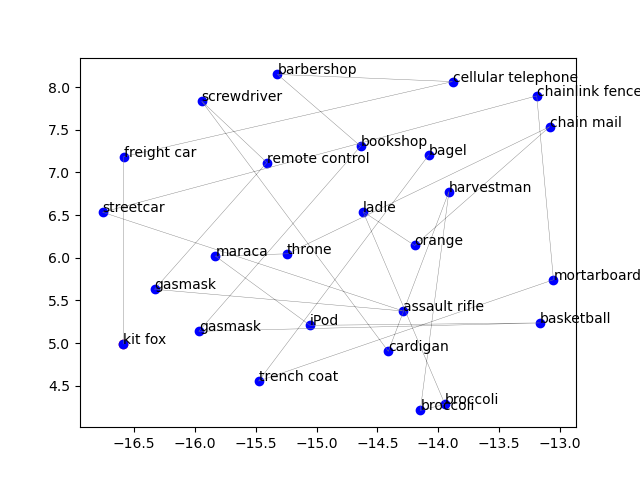 barbershop
cellular telephone
8.0
chainlink fence
screwdriver
7.5
chain mail
bookshop
bagel
freight car
remote control
7.0
harvestman
streetcar
6.5
ladle
orange
maraca
throne
6.0
mortarboard
gasmask
5.5
assault rifle
iPod
basketball
gasmask
kit fox
5.0
cardigan
trench coat
4.5
broccoli
broccoli
−16.5 −16.0 −15.5 −15.0 −14.5 −14.0 −13.5 −13.0